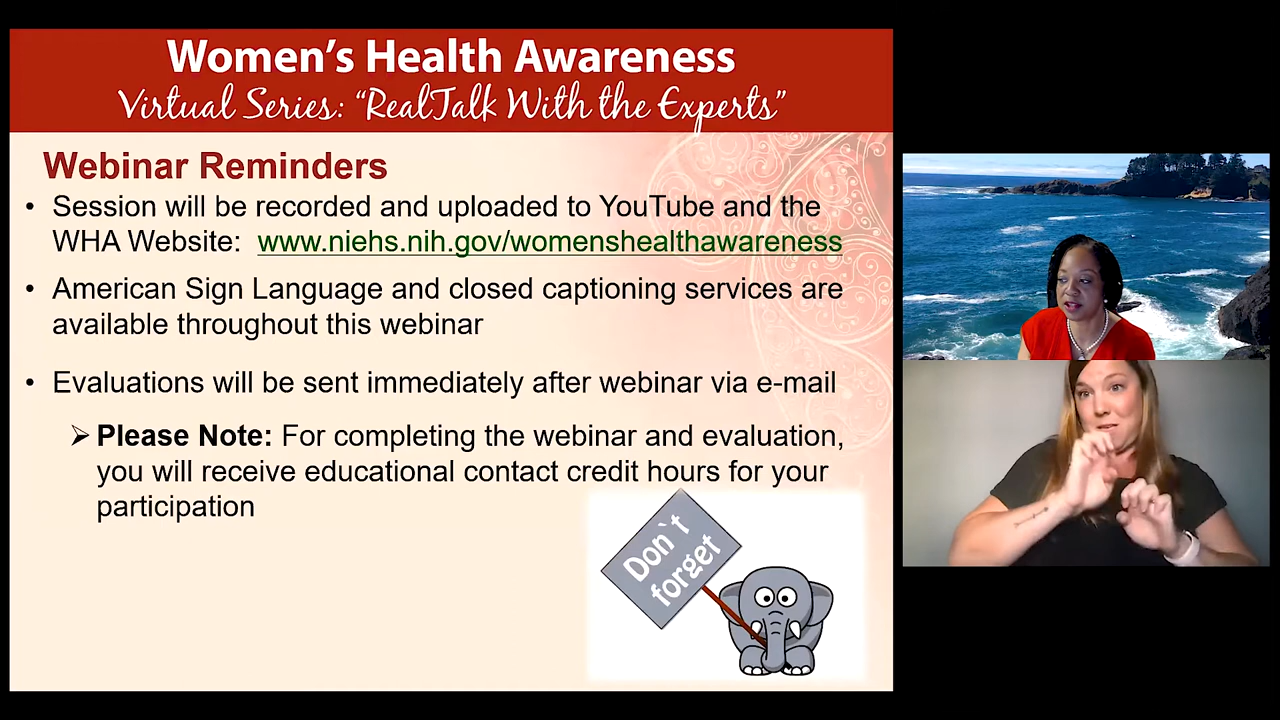 Women’s Health Awareness
Virtual Series: “RealTalk With the Experts”
Webinar Reminders
• Session will be recorded and uploaded to YouTube and the
WHA Website: www.niehs.nih.gov/womenshealthawareness
• American Sign Language and closed captioning services are
available throughout this webinar
• Evaluations will be sent immediately after webinar via e-mail
➢ Please Note: For completing the webinar and evaluation,
you will receive educational contact credit hours for your
participation
Don`t
forget